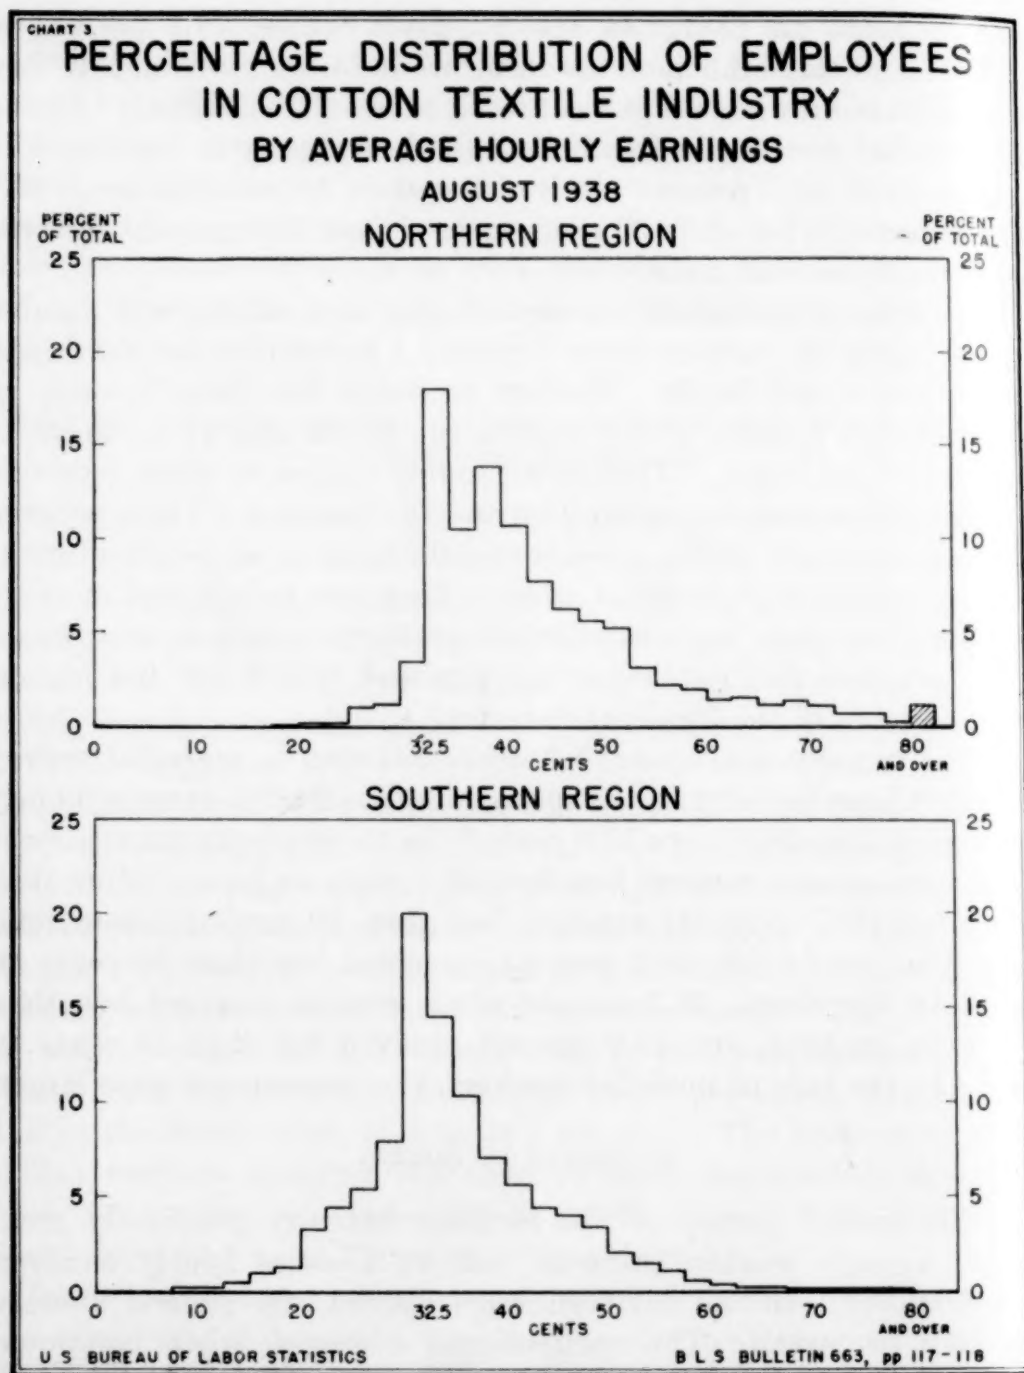 CHART 3
PERCENTAGE DISTRIBUTION OF EMPLOYEES
IN COTTON TEXTILE INDUSTRY
BY AVERAGE HOURLY EARNINGS
AUGUST 1938
PERCENT OF TOTAL
NORTHERN REGION
PERCENT OF TOTAL
25 25
20 20
15 15
10 10
5 5
0 0
0 20 30 32.5 40 50 60 70 80
CENTS AND OVER
SOUTHERN REGION
25 25
20 20
15 15
10 10
5 5
0 0
0 10 20 32.5 40 50 60 70 80
CENTS AND OVER
U.S. BUREAU OF LABOR STATISTICS B L S BULLETIN 663, pp 117-118